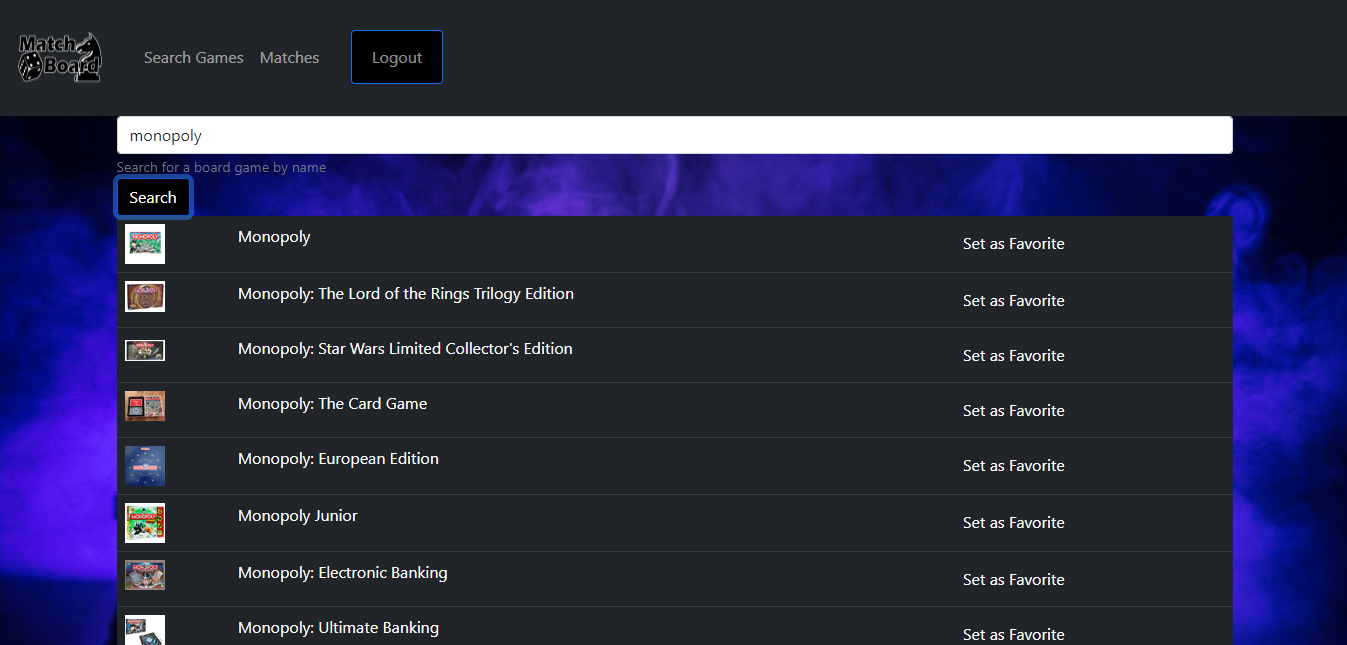 Match
Board
Search Games
Matches
Logout
monopoly
Search for a board game by name
Search
Monopoly
Set as Favorite
Monopoly: The Lord of the Rings Trilogy Edition
Set as Favorite
Monopoly: Star Wars Limited Collector's Edition
Set as Favorite
Monopoly: The Card Game
Set as Favorite
Monopoly: European Edition
Set as Favorite
Monopoly Junior
Set as Favorite
Monopoly: Electronic Banking
Set as Favorite
Monopoly: Ultimate Banking
Set as Favorite